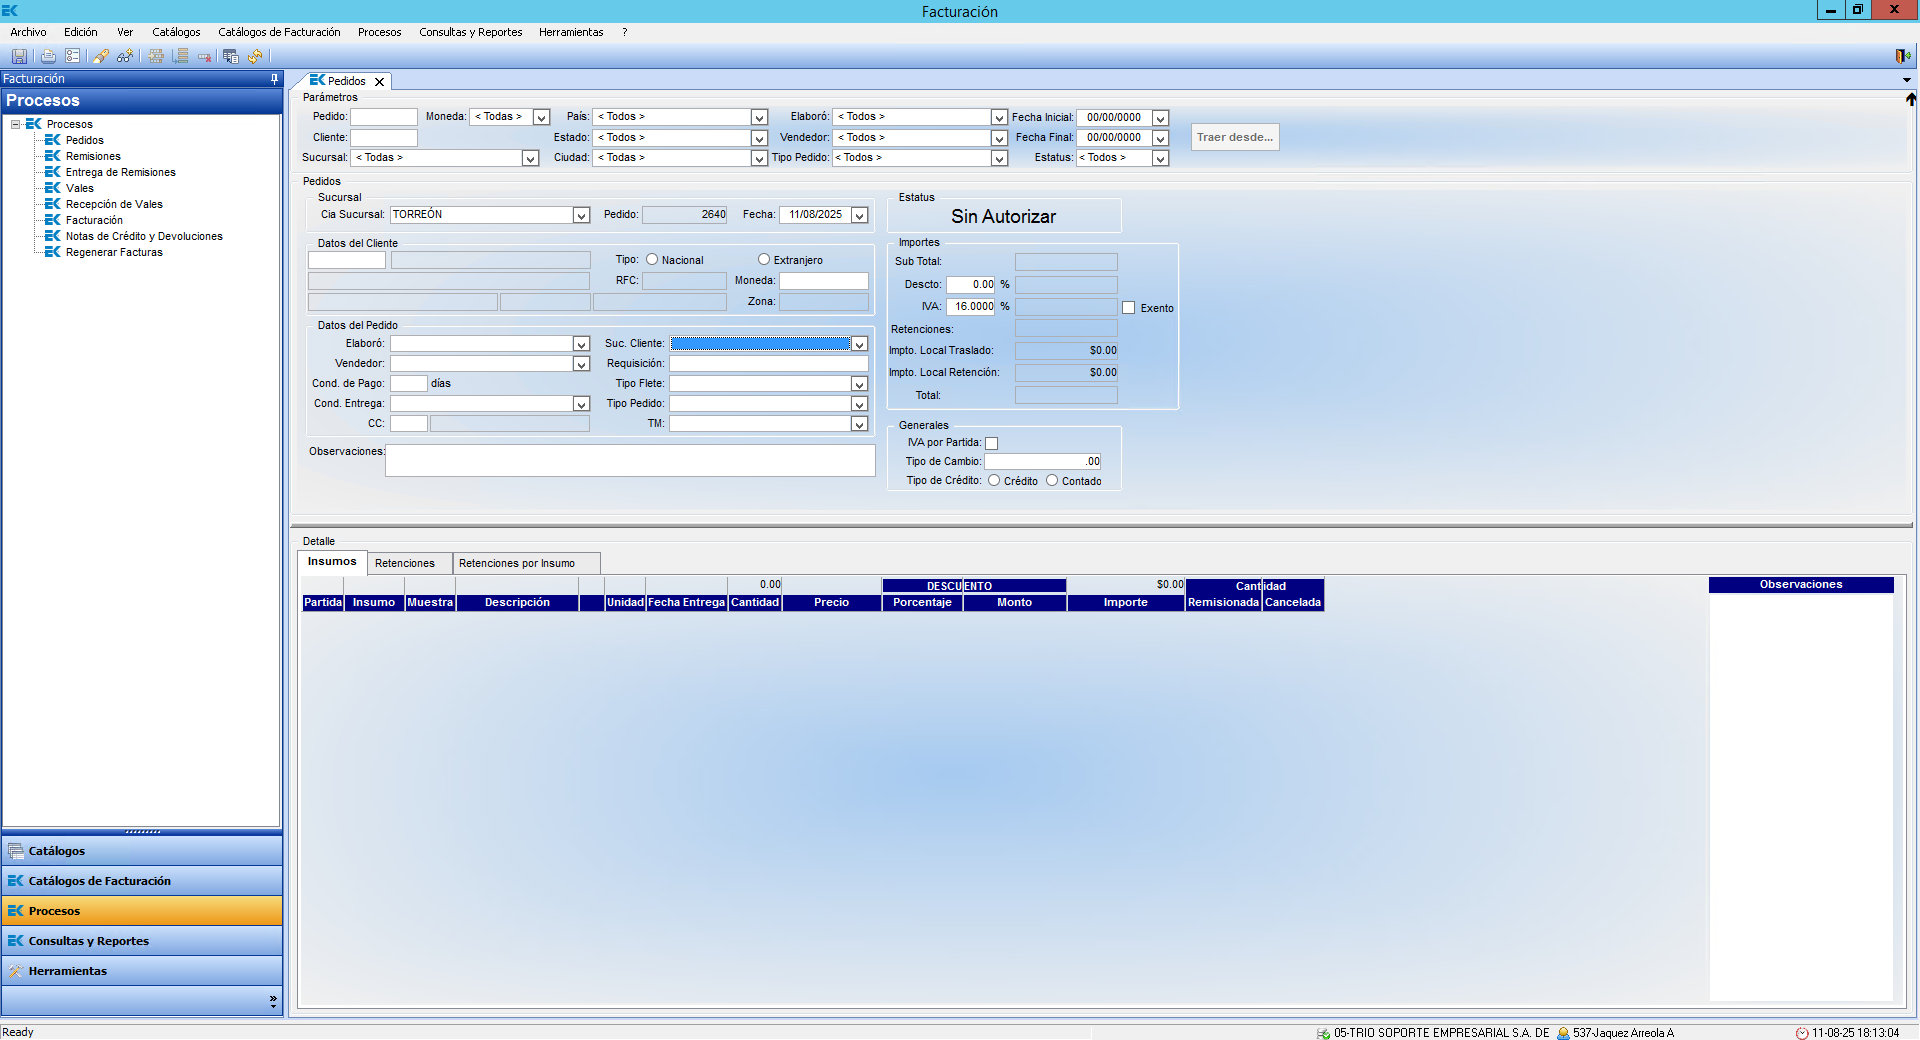 Facturación
Archivo Edición Ver Catálogos Catálogos de Facturación Procesos Consultas y Reportes Herramientas ?
Facturación
Procesos
Procesos
Pedidos
Remisiones
Entrega de Remisiones
Vales
Recepción de Vales
Facturación
Notas de Crédito y Devoluciones
Regenerar Facturas
Catálogos
Catálogos de Facturación
Procesos
Consultas y Reportes
Herramientas
Pedidos
Parámetros
Pedido: Moneda: < Todas > País: < Todos > Elaboró: < Todos > Fecha Inicial: 00/00/0000
Cliente: Estado: < Todos > Vendedor: < Todos > Fecha Final: 00/00/0000 Traer desde...
Sucursal: < Todas > Ciudad: < Todas > Tipo Pedido: < Todos > Estatus: < Todos >
Pedidos
Sucursal
Cia Sucursal: TORREÓN Pedido: 2640 Fecha: 11/08/2025
Datos del Cliente
Tipo: Nacional Extranjero
RFC: Moneda:
Zona:
Datos del Pedido
Elaboró: Suc. Cliente:
Vendedor: Requisición:
Cond. de Pago: días Tipo Flete:
Cond. Entrega: Tipo Pedido:
CC: TM:
Observaciones:
Estatus
Sin Autorizar
Importes
Sub Total:
Descto: 0.00 %
IVA: 16.0000 % Exento
Retenciones:
Impto. Local Traslado: $0.00
Impto. Local Retención: $0.00
Total:
Generales
IVA por Partida:
Tipo de Cambio: .00
Tipo de Crédito: Crédito Contado
Detalle
Insumos Retenciones Retenciones por Insumo
0.00 DESCUENTO $0.00 Cantidad Observaciones
Partida Insumo Muestra Descripción Unidad Fecha Entrega Cantidad Precio Porcentaje Monto Importe Remisionada Cancelada
Ready 05-TRIO SOPORTE EMPRESARIAL S.A. DE 537-Jaquez Arreola A 11-08-25 18:13:04